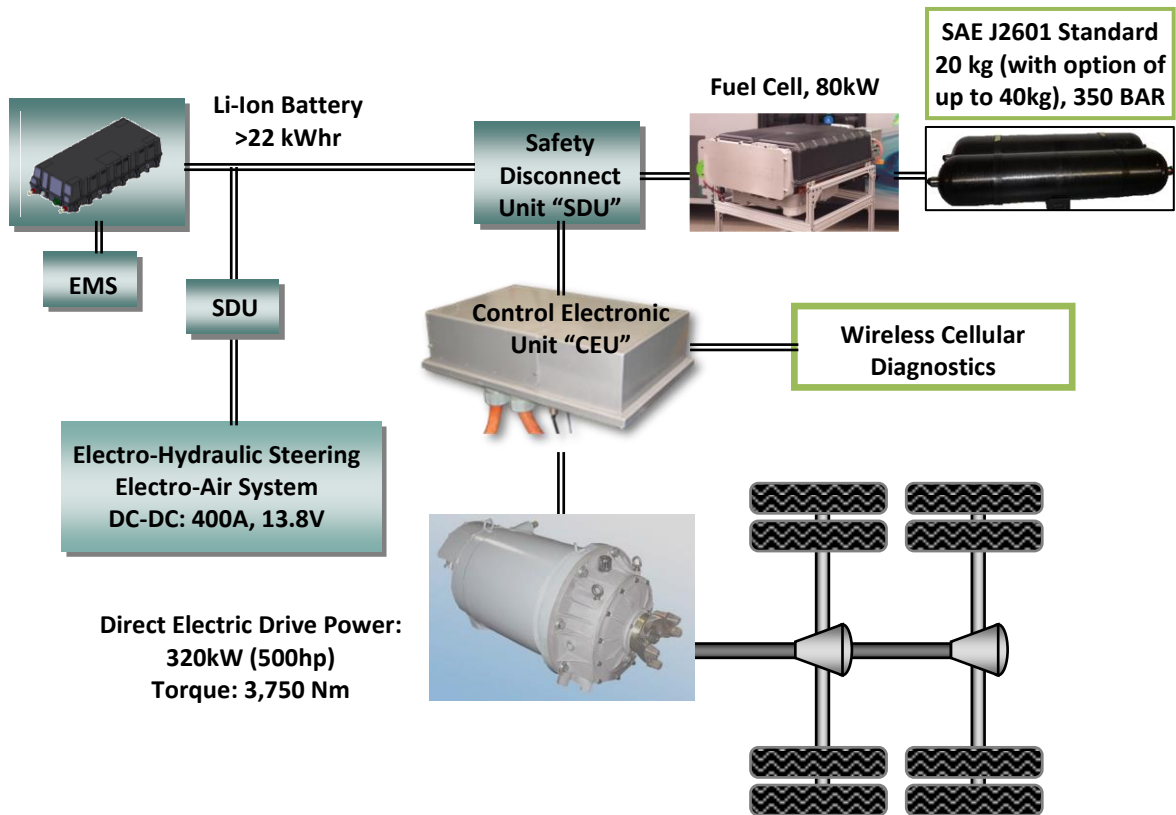 SAE J2601 Standard
20 kg (with option of
up to 40kg), 350 BAR
Fuel Cell, 80kW
Li-Ion Battery
>22 kWhr
Safety
Disconnect
Unit “SDU”
EMS
SDU
Control Electronic
Unit “CEU”
Wireless Cellular
Diagnostics
Electro-Hydraulic Steering
Electro-Air System
DC-DC: 400A, 13.8V
Direct Electric Drive Power:
320kW (500hp)
Torque: 3,750 Nm